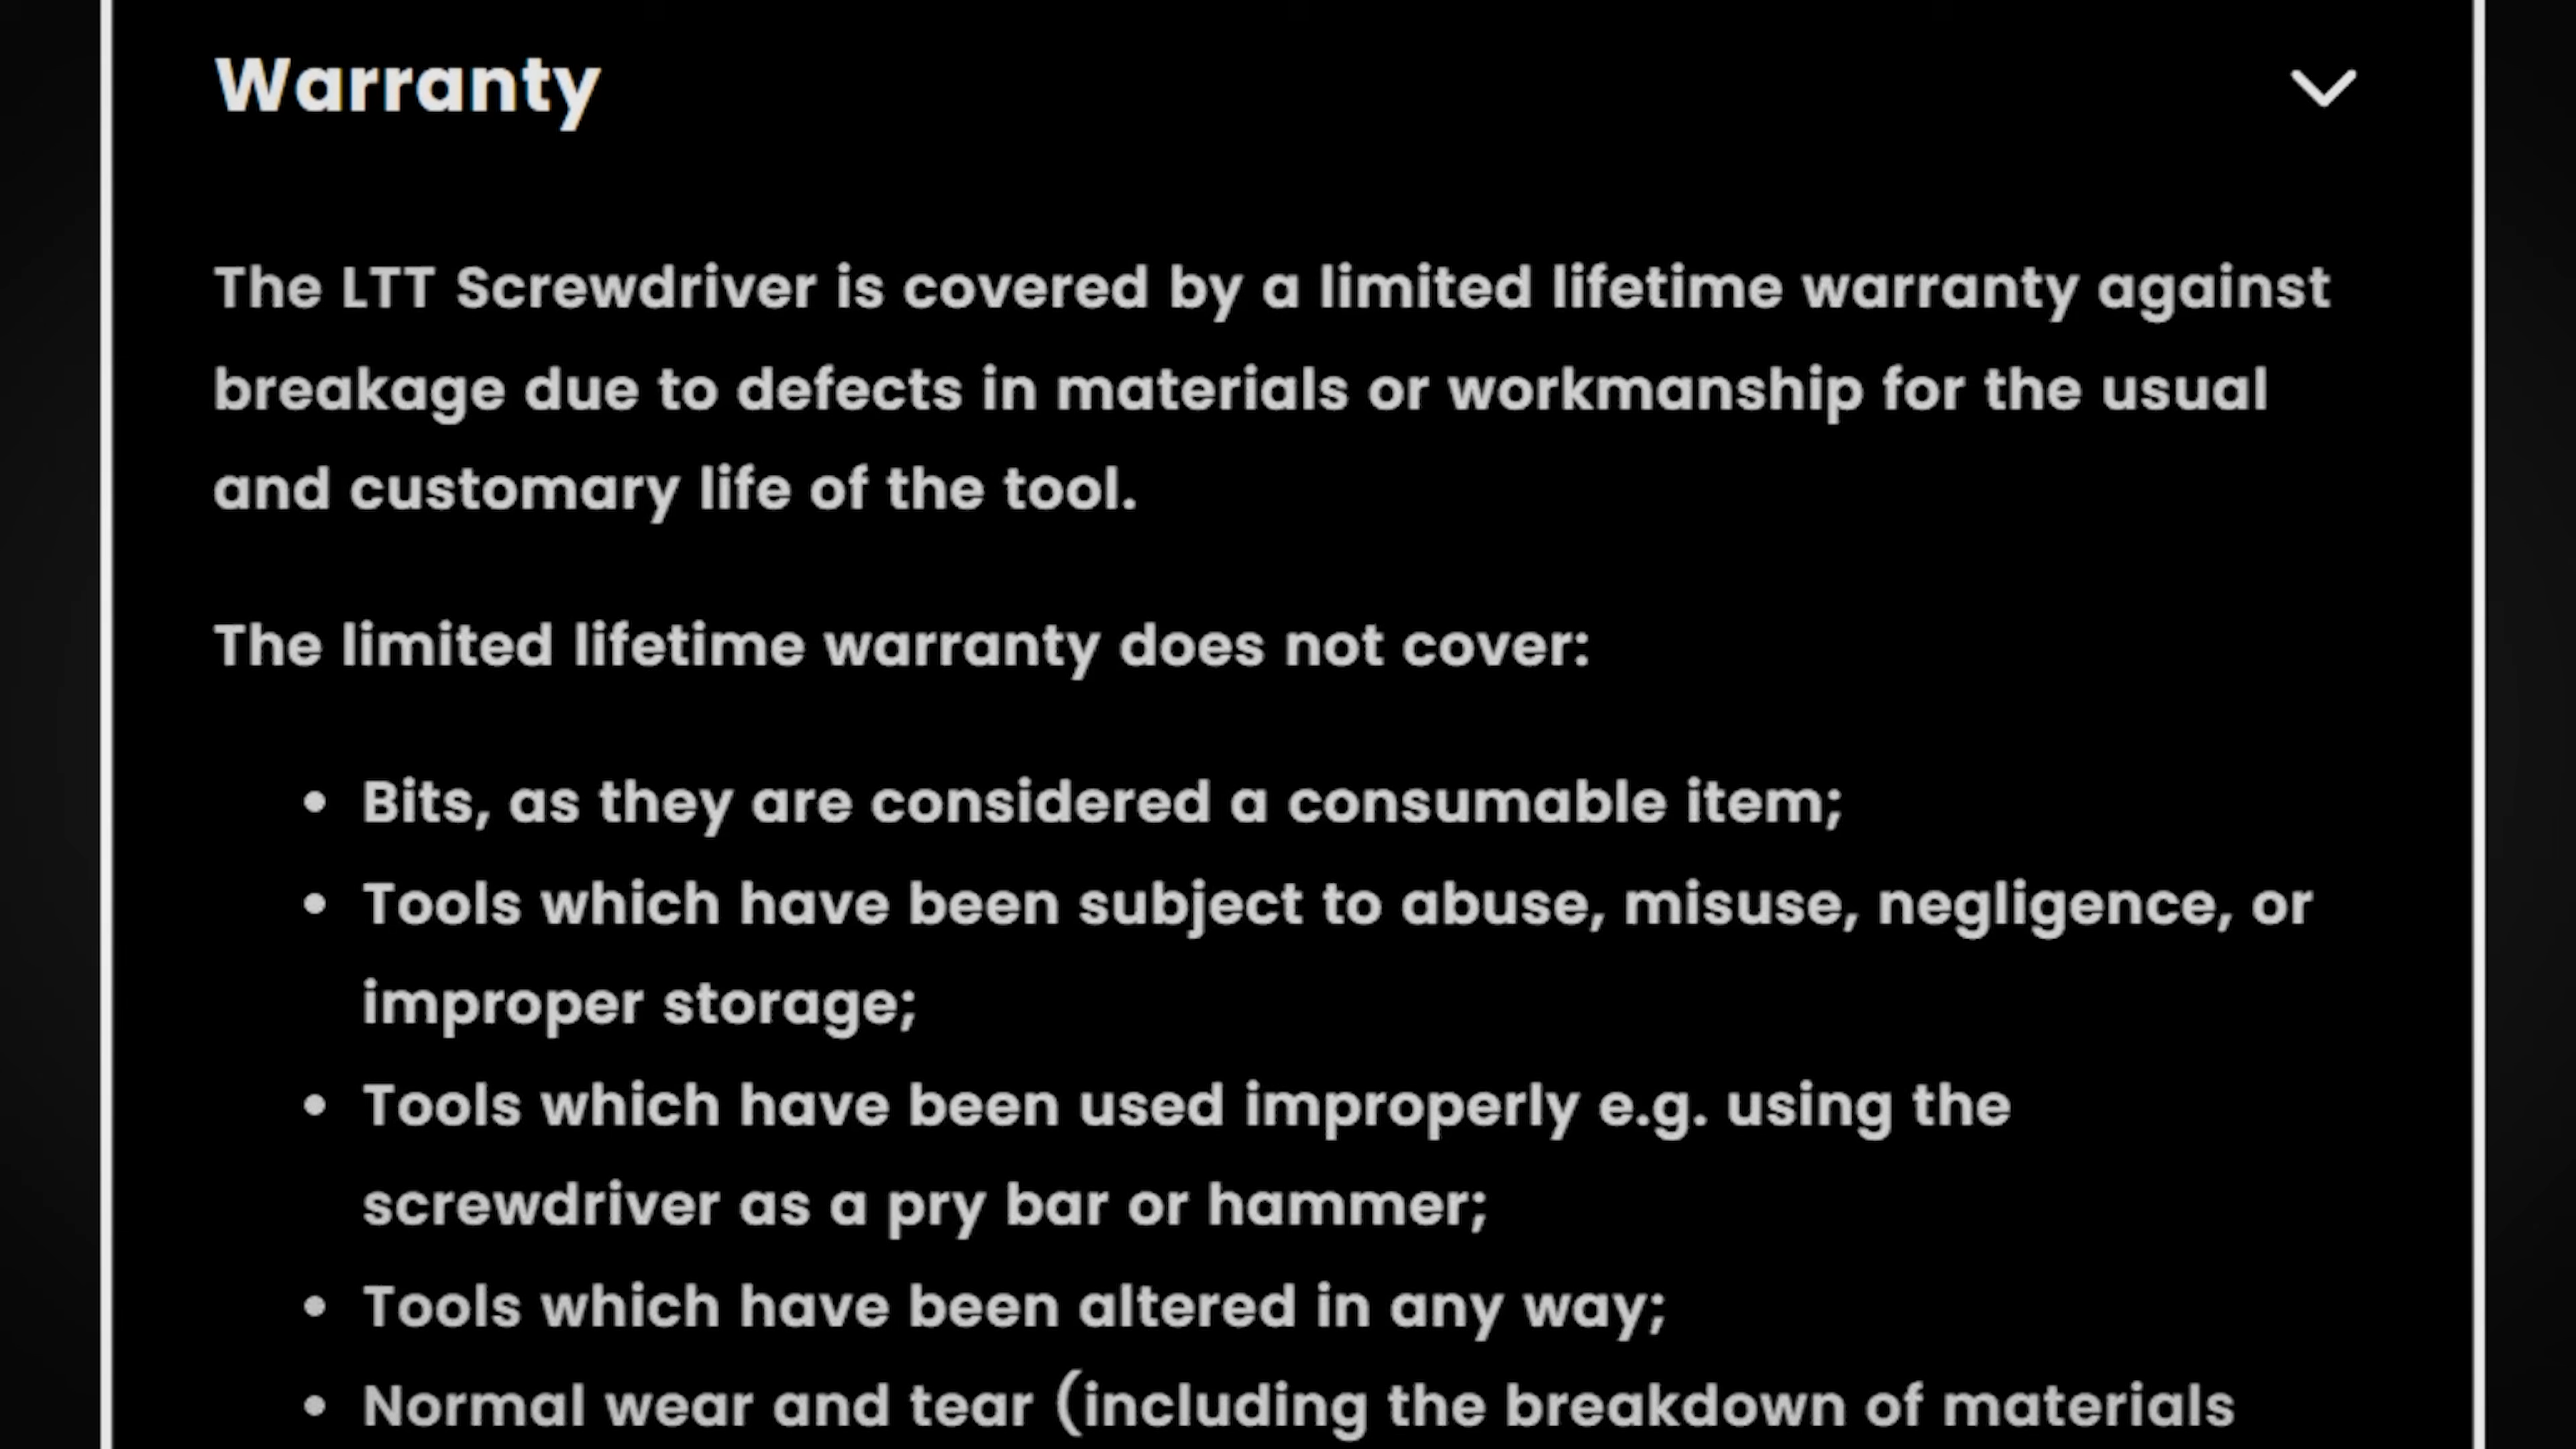 Warranty
The LTT Screwdriver is covered by a limited lifetime warranty against
breakage due to defects in materials or workmanship for the usual
and customary life of the tool.
The limited lifetime warranty does not cover:
• Bits, as they are considered a consumable item;
• Tools which have been subject to abuse, misuse, negligence, or
improper storage;
• Tools which have been used improperly e.g. using the
screwdriver as a pry bar or hammer;
• Tools which have been altered in any way;
• Normal wear and tear (including the breakdown of materials